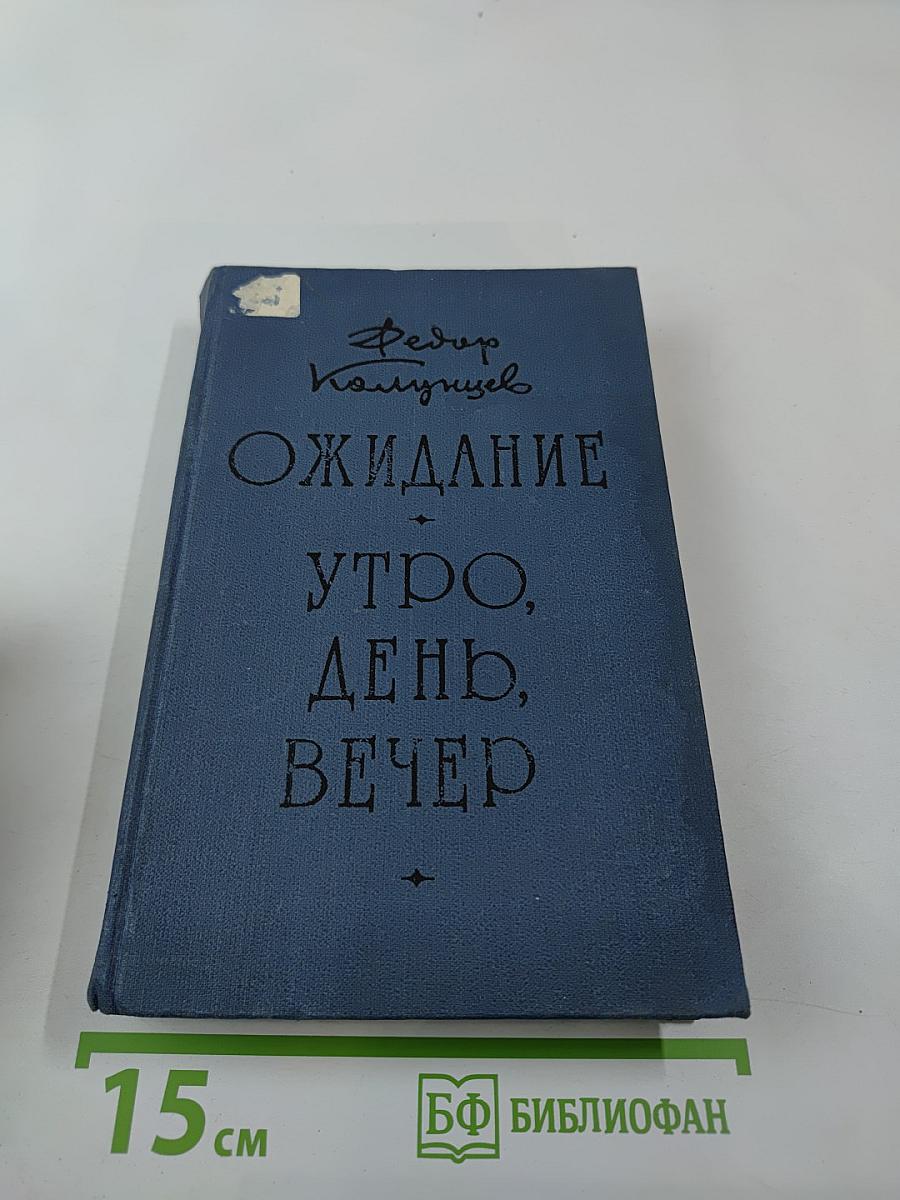 Федор
Колунцев
ОЖИДАНИЕ
УТРО,
ДЕНЬ,
ВЕЧЕР
15 см
БФ БИБЛИОФАН